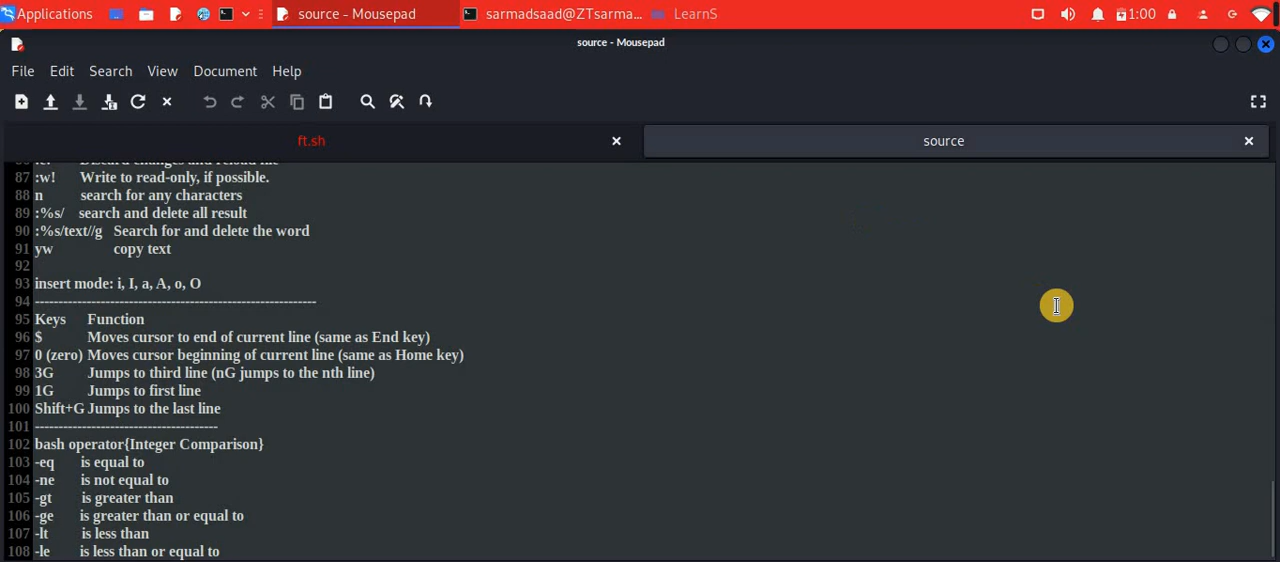 Applications
source - Mousepad
sarmadsaad@ZTsarma...
LearnS
1:00
source - Mousepad
File Edit Search View Document Help
ft.sh
source
87 :w! Write to read-only, if possible.
88 n search for any characters
89 :%s/ search and delete all result
90 :%s/text//g Search for and delete the word
91 yw copy text
92
93 insert mode: i, I, a, A, o, O
94 ------------------------------------------------------------
95 Keys Function
96 $ Moves cursor to end of current line (same as End key)
97 0 (zero) Moves cursor beginning of current line (same as Home key)
98 3G Jumps to third line (nG jumps to the nth line)
99 1G Jumps to first line
100 Shift+G Jumps to the last line
101 ---------------------------------------
102 bash operator{Integer Comparison}
103 -eq is equal to
104 -ne is not equal to
105 -gt is greater than
106 -ge is greater than or equal to
107 -lt is less than
108 -le is less than or equal to